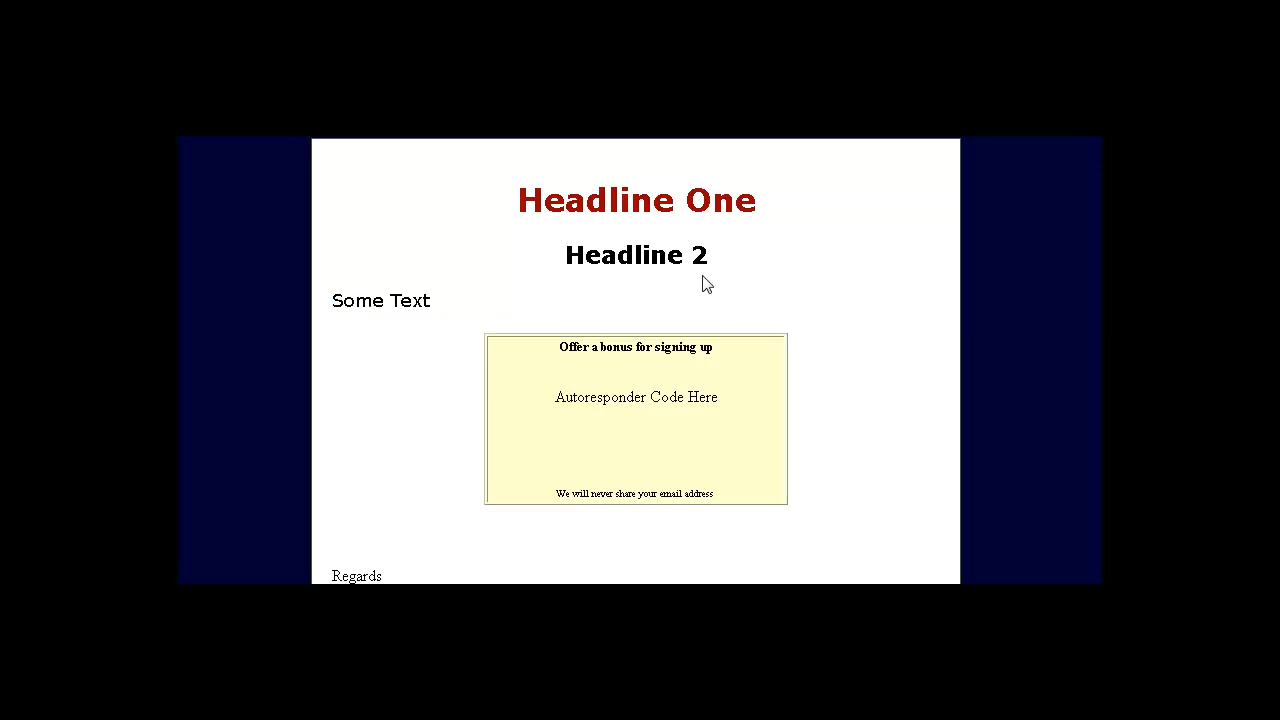 Headline One
Headline 2
Some Text
Offer a bonus for signing up
Autoresponder Code Here
We will never share your email address
Regards